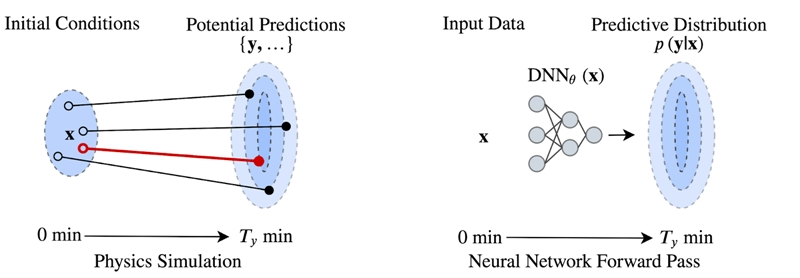 Initial Conditions
Potential Predictions
{y, ...}
x
0 min
T_y min
Physics Simulation
Input Data
Predictive Distribution
p (y|x)
DNN_θ (x)
x
0 min
T_y min
Neural Network Forward Pass